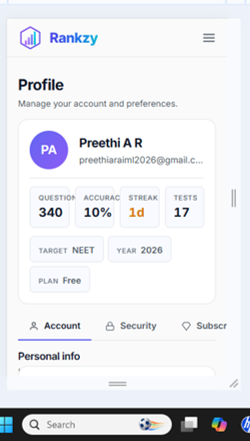 Rankzy
Profile
Manage your account and preferences.
PA
Preethi A R
preethiaraiml2026@gmail.c...
QUESTION ACCURAC STREAK TESTS
340 10% 1d 17
TARGET NEET YEAR 2026
PLAN Free
Account Security Subscr
Personal info
Search